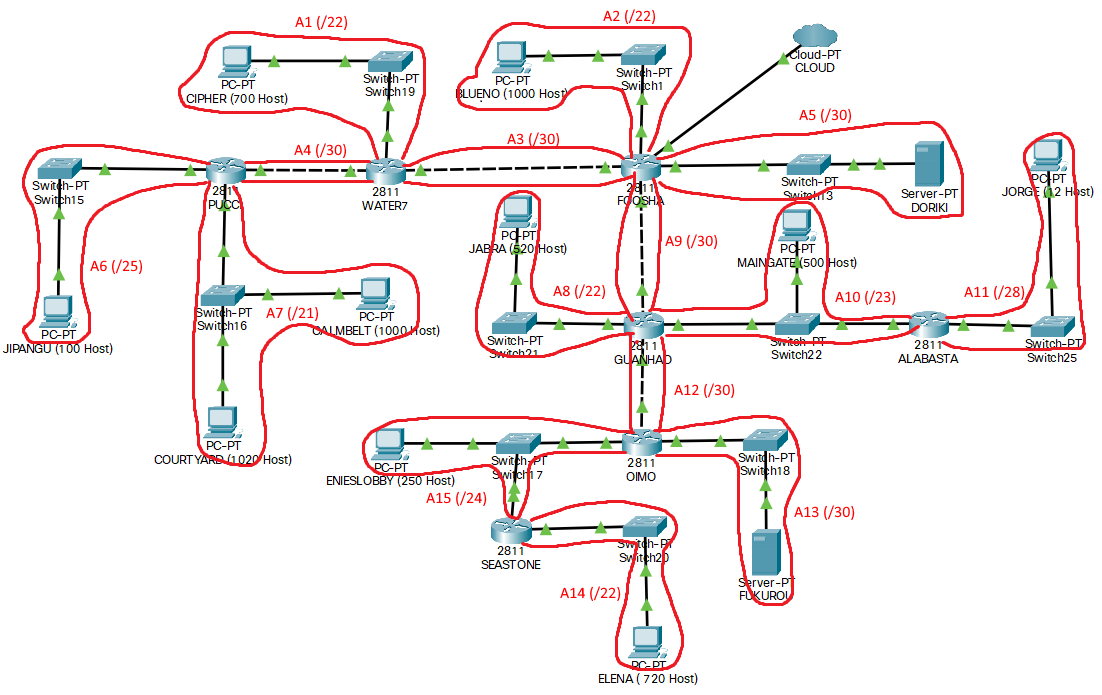 A1 (/22)
A2 (/22)
Cloud-PT
CLOUD
PC-PT
CIPHER (700 Host)
Switch-PT
Switch19
PC-PT
BLUENO (1000 Host)
Switch-PT
Switch1
A4 (/30)
A3 (/30)
A5 (/30)
Switch-PT
Switch15
2811
PUCCI
2811
WATER7
2811
FOOSHA
Switch-PT
Switch13
Server-PT
DORIKI
PC-PT
JORGE (12 Host)
PC-PT
JABRA (520 Host)
A9 (/30)
PC-PT
MAINGATE (500 Host)
A6 (/25)
A7 (/21)
A8 (/22)
A10 (/23)
A11 (/28)
PC-PT
JIPANGU (100 Host)
Switch-PT
Switch16
PC-PT
CALMBELT (1000 Host)
Switch-PT
Switch21
2811
GUANHAO
Switch-PT
Switch22
2811
ALABASTA
Switch-PT
Switch25
A12 (/30)
PC-PT
COURTYARD (1020 Host)
PC-PT
ENIESLOBBY (250 Host)
Switch-PT
Switch17
2811
OIMO
Switch-PT
Switch18
A15 (/24)
A13 (/30)
2811
SEASTONE
Switch-PT
Switch20
Server-PT
FUKUROU
A14 (/22)
PC-PT
ELENA ( 720 Host)